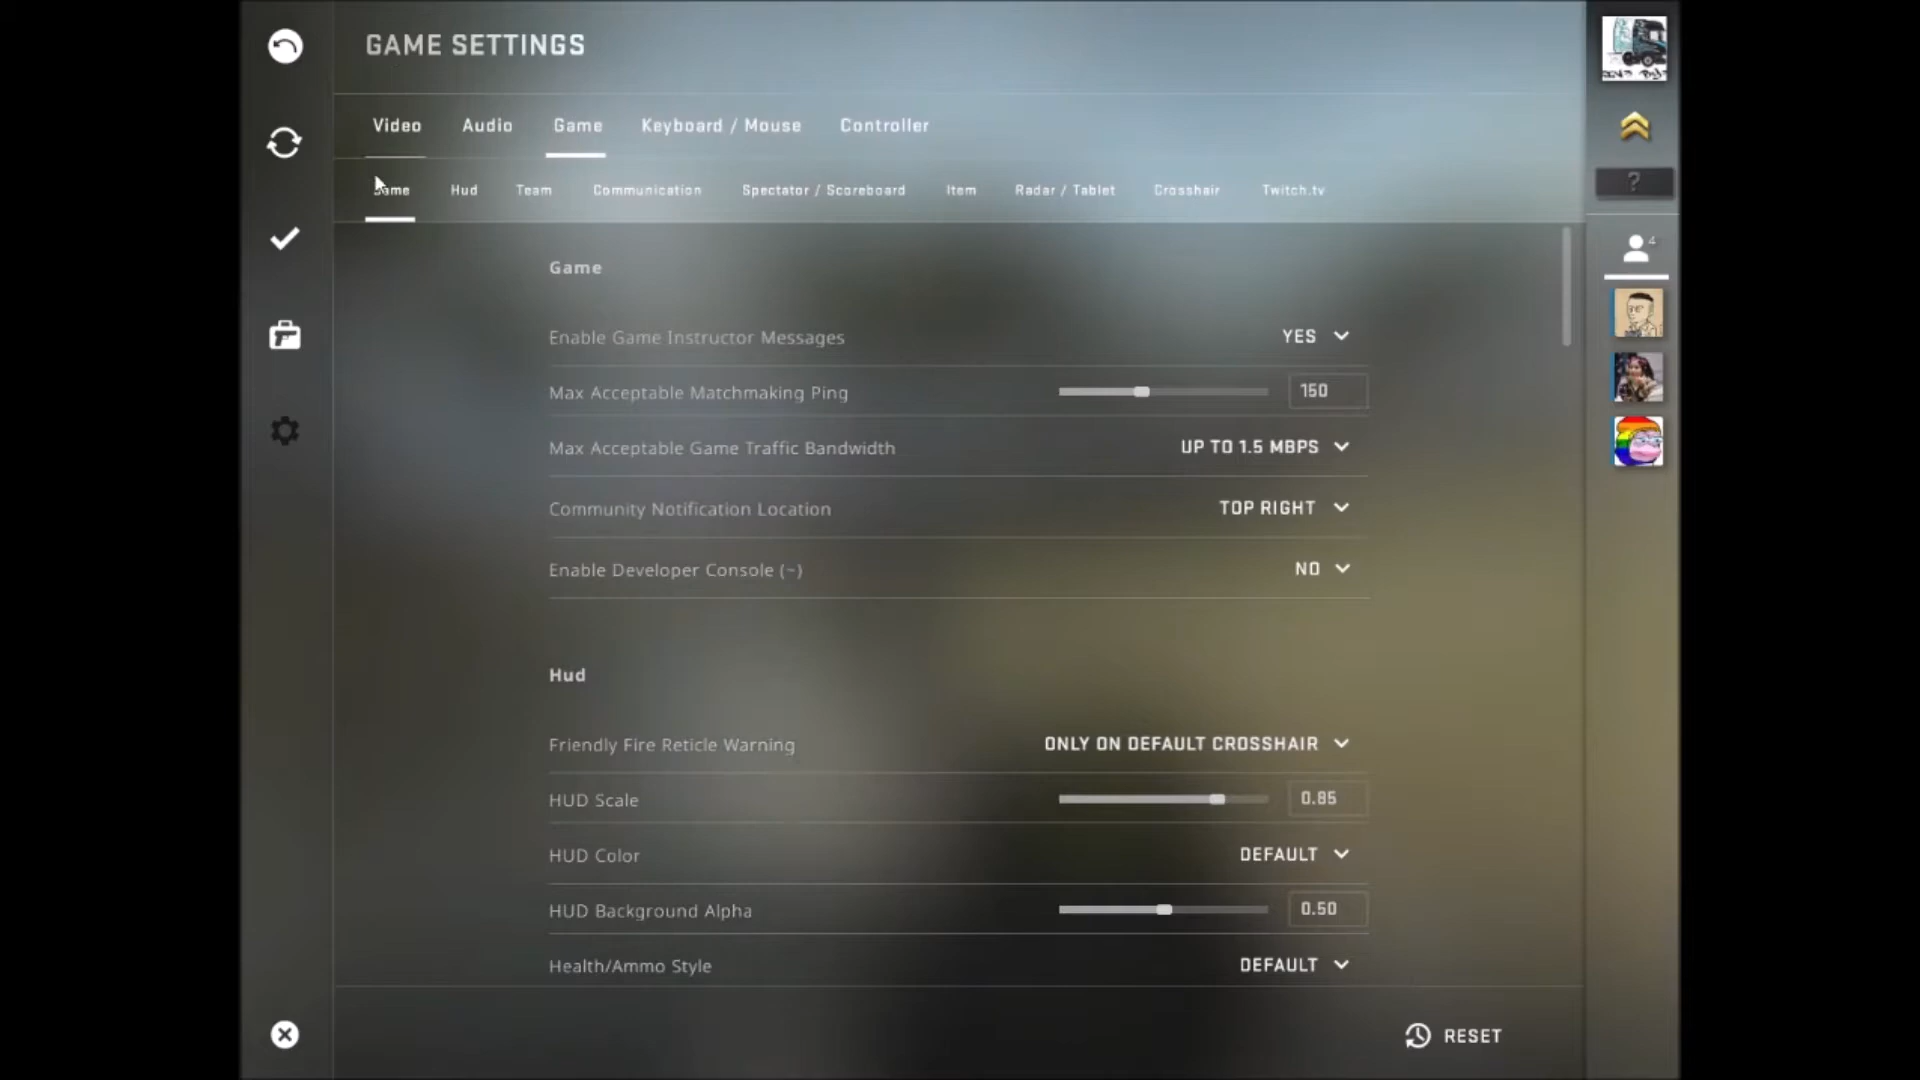 GAME SETTINGS
Video Audio Game Keyboard / Mouse Controller
Game Hud Team Communication Spectator / Scoreboard Item Radar / Tablet Crosshair Twitch.tv
?
4
Game
Enable Game Instructor Messages YES
Max Acceptable Matchmaking Ping 150
Max Acceptable Game Traffic Bandwidth UP TO 1.5 MBPS
Community Notification Location TOP RIGHT
Enable Developer Console (~) NO
Hud
Friendly Fire Reticle Warning ONLY ON DEFAULT CROSSHAIR
HUD Scale 0.85
HUD Color DEFAULT
HUD Background Alpha 0.50
Health/Ammo Style DEFAULT
RESET